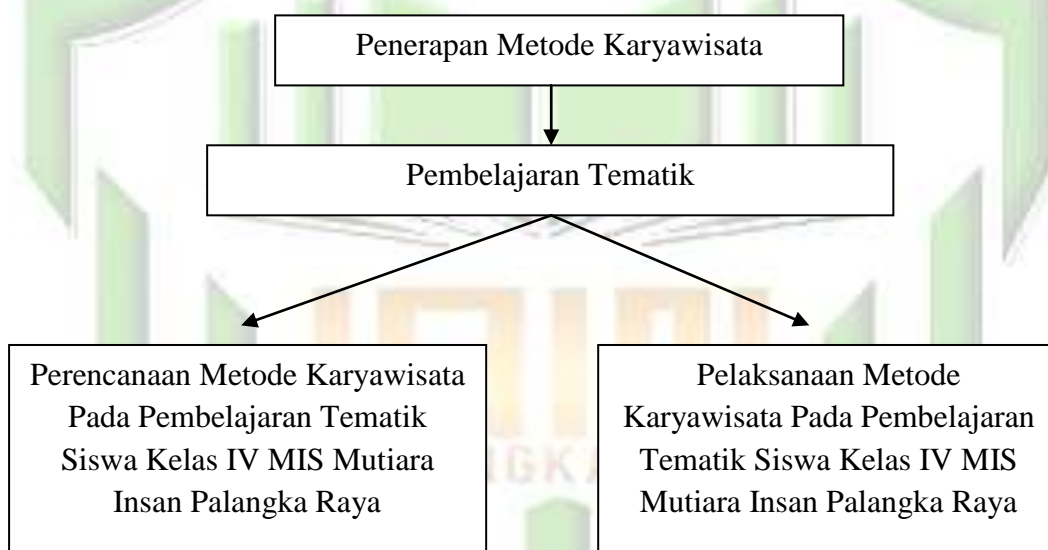 Penerapan Metode Karyawisata
Pembelajaran Tematik
Perencanaan Metode Karyawisata
Pada Pembelajaran Tematik
Siswa Kelas IV MIS Mutiara
Insan Palangka Raya
Pelaksanaan Metode
Karyawisata Pada Pembelajaran
Tematik Siswa Kelas IV MIS
Mutiara Insan Palangka Raya